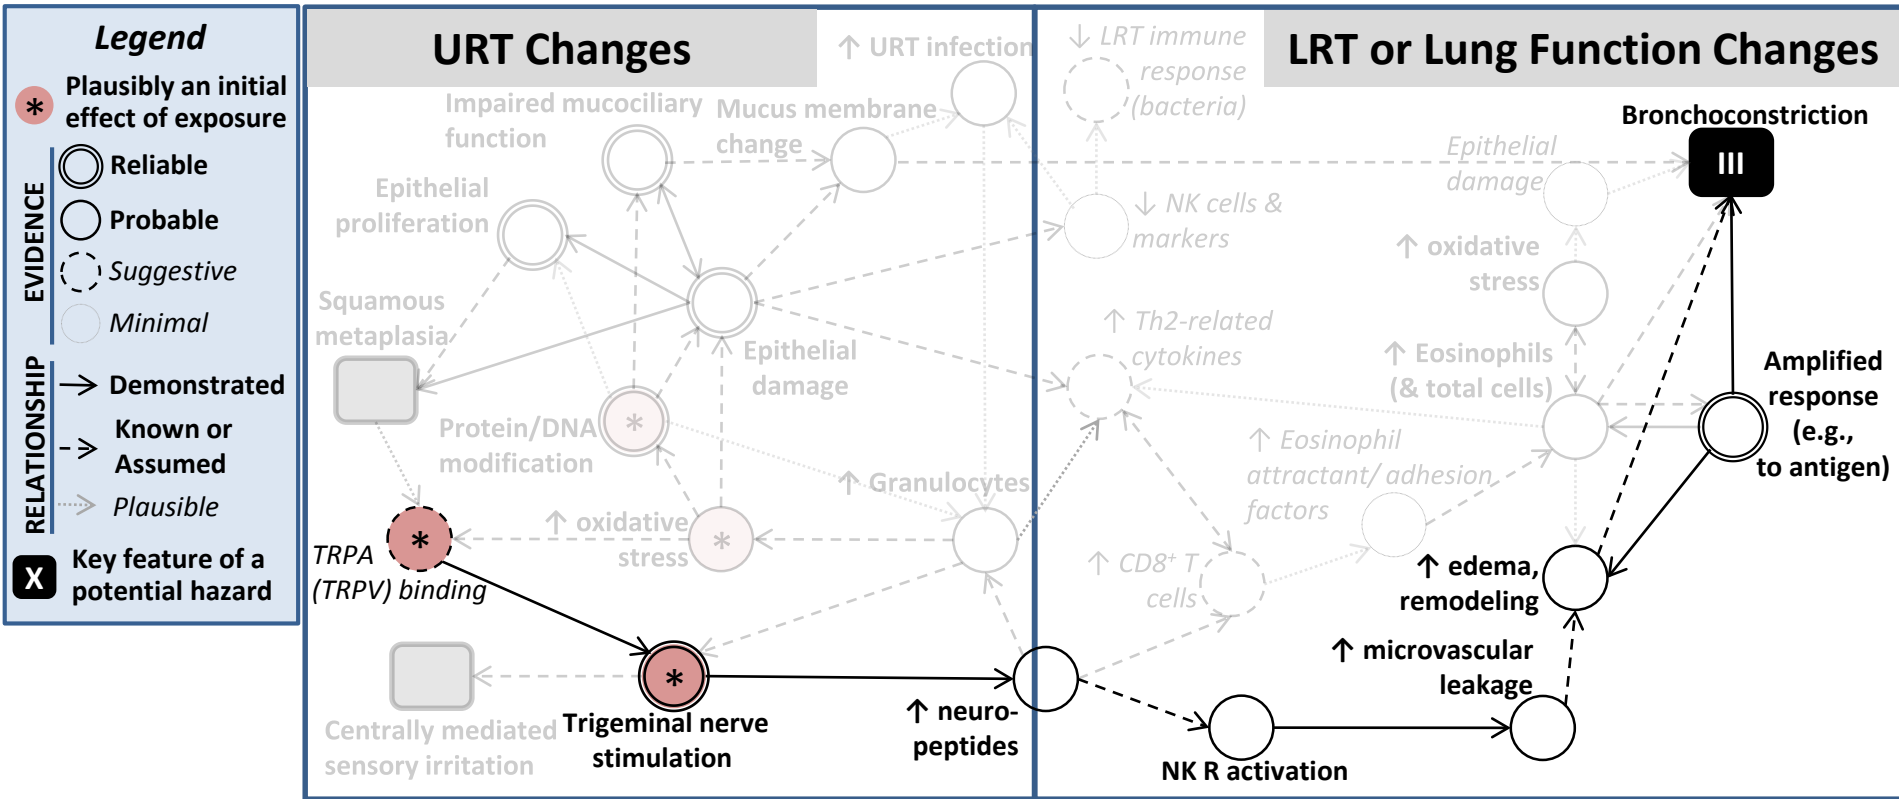 Legend
* Plausibly an initial
effect of exposure
EVIDENCE
Reliable
Probable
Suggestive
Minimal
RELATIONSHIP
Demonstrated
Known or
Assumed
Plausible
X Key feature of a
potential hazard
URT Changes
LRT or Lung Function Changes
↑ URT infection
↓ LRT immune
response
(bacteria)
Impaired mucociliary
function
Mucus membrane
change
Bronchoconstriction
III
Epithelial
damage
Epithelial
proliferation
↓ NK cells &
markers
↑ oxidative
stress
Squamous
metaplasia
Epithelial
damage
↑ Th2-related
cytokines
↑ Eosinophils
(& total cells)
Amplified
response
(e.g.,
to antigen)
Protein/DNA
modification
*
↑ Granulocytes
↑ Eosinophil
attractant/ adhesion
factors
*
TRPA
(TRPV) binding
↑ oxidative
stress
*
↑ CD8+ T
cells
↑ edema,
remodeling
↑ microvascular
leakage
Centrally mediated
sensory irritation
*
Trigeminal nerve
stimulation
↑ neuro-
peptides
NK R activation